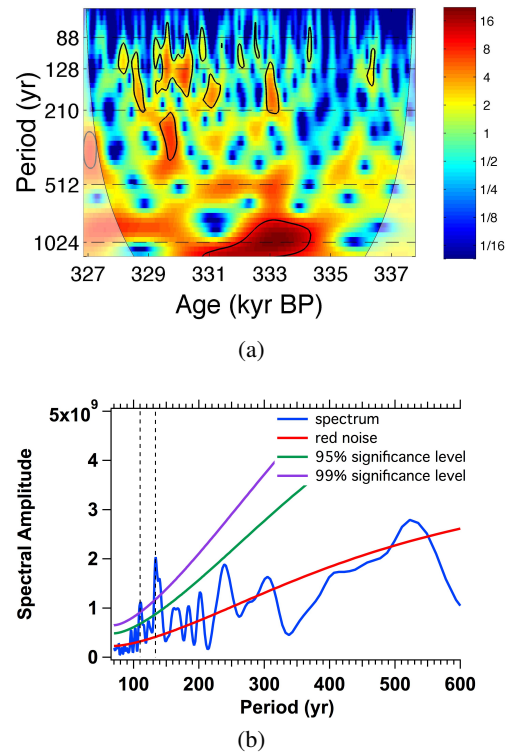 88
128
210
512
1024
Period (yr)
327 329 331 333 335 337
Age (kyr BP)
16
8
4
2
1
1/2
1/4
1/8
1/16
(a)
5x10⁹
4
3
2
1
0
Spectral Amplitude
spectrum
red noise
95% significance level
99% significance level
100 200 300 400 500 600
Period (yr)
(b)